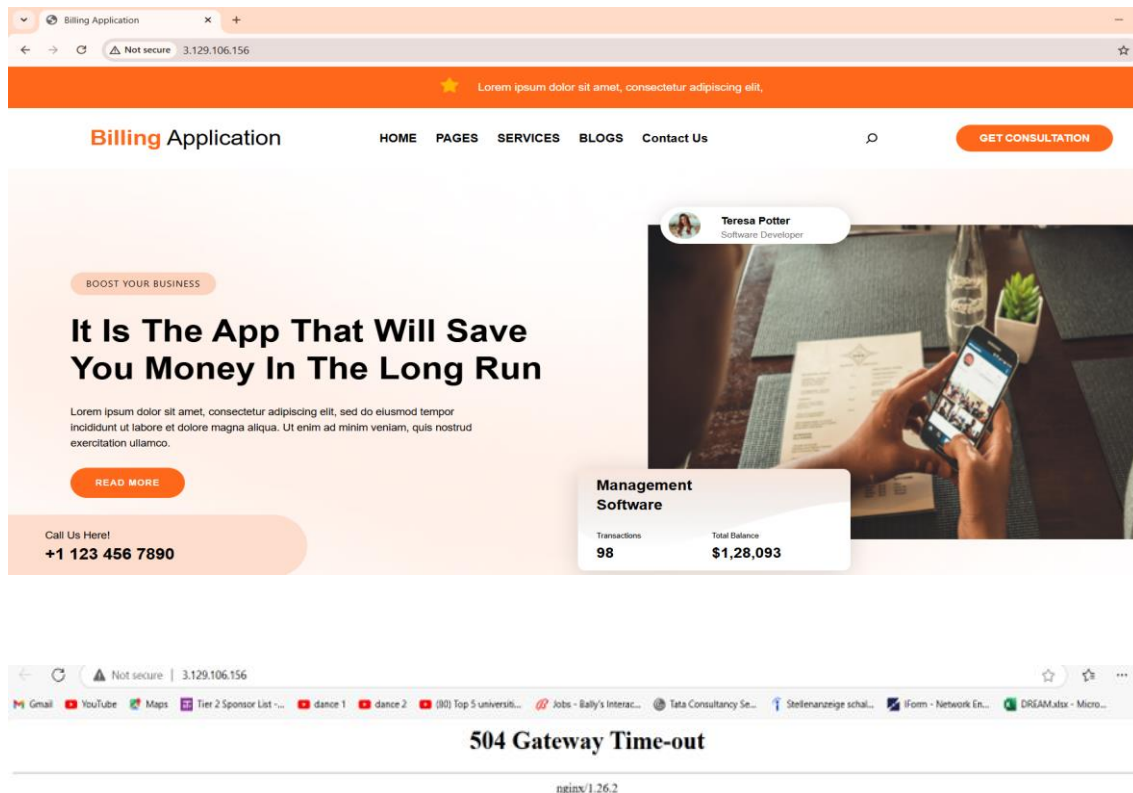 Billing Application
Not secure 3.129.106.156
Lorem ipsum dolor sit amet, consectetur adipiscing elit,
Billing Application HOME PAGES SERVICES BLOGS Contact Us GET CONSULTATION
Teresa Potter
Software Developer
BOOST YOUR BUSINESS
It Is The App That Will Save
You Money In The Long Run
Lorem ipsum dolor sit amet, consectetur adipiscing elit, sed do eiusmod tempor
incididunt ut labore et dolore magna aliqua. Ut enim ad minim veniam, quis nostrud
exercitation ullamco.
READ MORE
Management
Software
Call Us Here!
+1 123 456 7890
Transactions Total Balance
98 $1,28,093
Not secure | 3.129.106.156
Gmail YouTube Maps Tier 2 Sponsor List -... dance 1 dance 2 (80) Top 5 universiti... Jobs - Bally's Interac... Tata Consultancy Se... Stellenanzeige schal... IForm - Network En... DREAM.xlsx - Micro...
504 Gateway Time-out
nginx/1.26.2